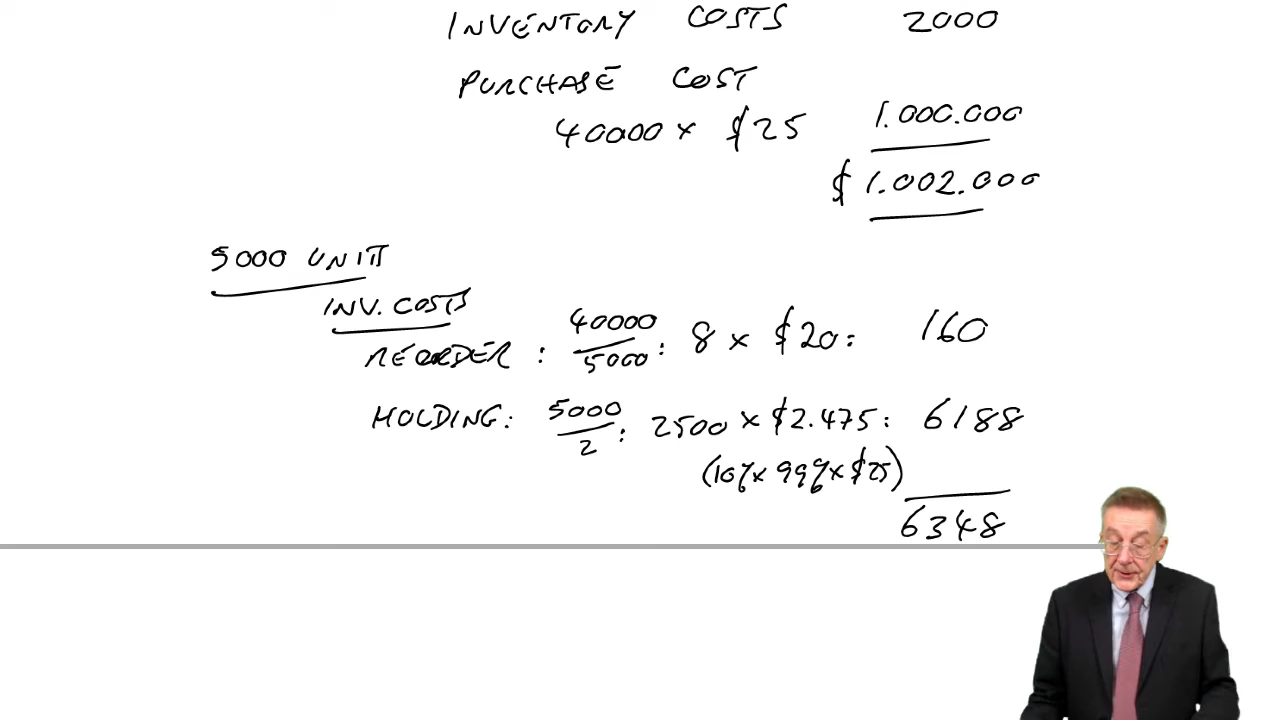 INVENTORY COSTS 2000
PURCHASE COST
40000 x $25 1.000.000
$ 1.002.000
5000 UNIT
INV. COSTS
REORDER : 40000/5000 : 8 x $20 : 160
HOLDING : 5000/2 : 2500 x $2.475 : 6188
(10% x 99% x $25)
6348